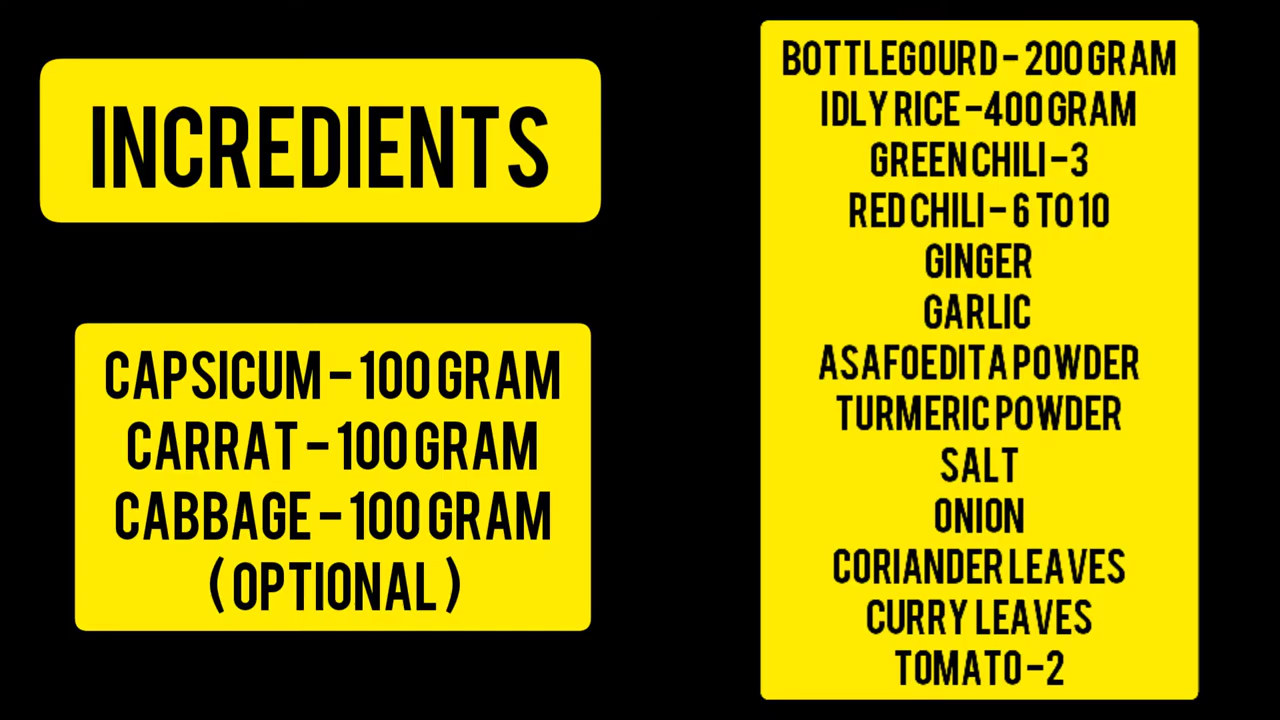 INCREDIENTS
CAPSICUM - 100 GRAM
CARRAT - 100 GRAM
CABBAGE - 100 GRAM
( OPTIONAL )
BOTTLEGOURD - 200 GRAM
IDLY RICE -400 GRAM
GREEN CHILI - 3
RED CHILI - 6 TO 10
GINGER
GARLIC
ASAFOEDITA POWDER
TURMERIC POWDER
SALT
ONION
CORIANDER LEAVES
CURRY LEAVES
TOMATO -2